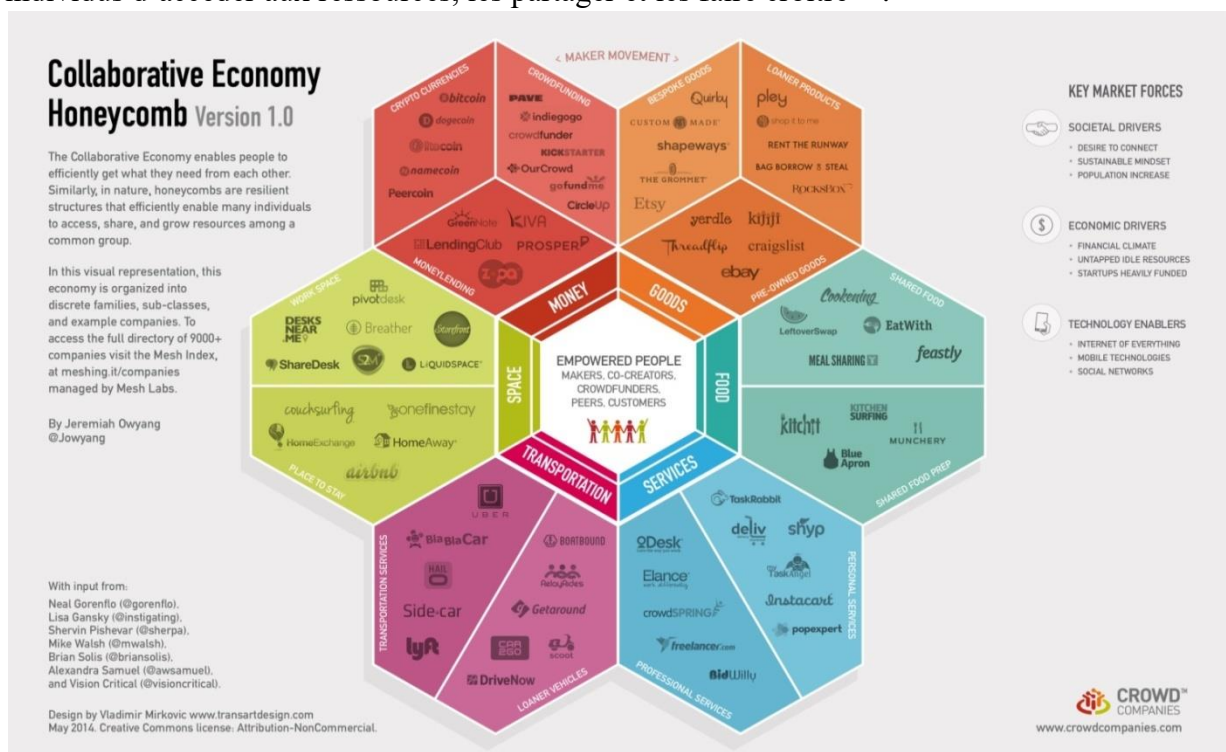 individus d'accéder aux ressources, les partager et les faire croître
Collaborative Economy
Honeycomb Version 1.0
The Collaborative Economy enables people to
efficiently get what they need from each other.
Similarly, in nature, honeycombs are resilient
structures that efficiently enable many individuals
to access, share, and grow resources among a
common group.
In this visual representation, this
economy is organized into
discrete families, sub-classes,
and example companies. To
access the full directory of 9000+
companies visit the Mesh Index,
at meshing.it/companies
managed by Mesh Labs.
By Jeremiah Owyang
@Jowyang
With input from:
Neal Gorenflo (@gorenflo),
Lisa Gansky (@instigating),
Shervin Pishevar (@sherpa),
Mike Walsh (@mwalsh),
Brian Solis (@briansolis),
Alexandra Samuel (@awsamuel),
and Vision Critical (@visioncritical).
Design by Vladimir Mirkovic www.transartdesign.com
May 2014. Creative Commons license: Attribution-NonCommercial.
< MAKER MOVEMENT >
CRYPTO CURRENCIES
bitcoin
dogecoin
litecoin
namecoin
Peercoin
CROWDFUNDING
PAVE
indiegogo
crowdfunder
KICKSTARTER
OurCrowd
gofundme
CircleUp
MONEYLENDING
GreenNote
KIVA
LendingClub
PROSPER
zopa
MONEY
BESPOKE GOODS
Quirky
CUSTOM MADE
shapeways
THE GROMMET
Etsy
LOANER PRODUCTS
pley
shop it to me
RENT THE RUNWAY
BAG BORROW OR STEAL
ROCKSBOX
PRE-OWNED GOODS
yerdle
kijiji
Threadflip
craigslist
ebay
GOODS
WORK SPACE
pivotdesk
DESKS
NEAR
ME
Breather
Storefront
ShareDesk
LIQUIDSPACE
SPACE
PLACE TO STAY
couchsurfing
onefinestay
HomeExchange
HomeAway
airbnb
EMPOWERED PEOPLE
MAKERS, CO-CREATORS,
CROWDFUNDERS,
PEERS, CUSTOMERS
SHARED FOOD
Cookening
LeftoverSwap
EatWith
MEAL SHARING
feastly
FOOD
SHARED FOOD PREP
kitchit
KITCHEN
SURFING
MUNCHERY
Blue
Apron
TRANSPORTATION
TRANSPORTATION SERVICES
UBER
BlaBlaCar
HAILO
Side-car
lyft
LOANER VEHICLES
BOATBOUND
RelayRides
Getaround
CAR
2GO
scoot
DriveNow
SERVICES
PROFESSIONAL SERVICES
oDesk
Elance
crowdSPRING
freelancer.com
BidWilly
PERSONAL SERVICES
TaskRabbit
deliv
shyp
TaskAngel
Instacart
popexpert
KEY MARKET FORCES
SOCIETAL DRIVERS
• DESIRE TO CONNECT
• SUSTAINABLE MINDSET
• POPULATION INCREASE
ECONOMIC DRIVERS
• FINANCIAL CLIMATE
• UNTAPPED IDLE RESOURCES
• STARTUPS HEAVILY FUNDED
TECHNOLOGY ENABLERS
• INTERNET OF EVERYTHING
• MOBILE TECHNOLOGIES
• SOCIAL NETWORKS
CROWD™
COMPANIES
www.crowdcompanies.com